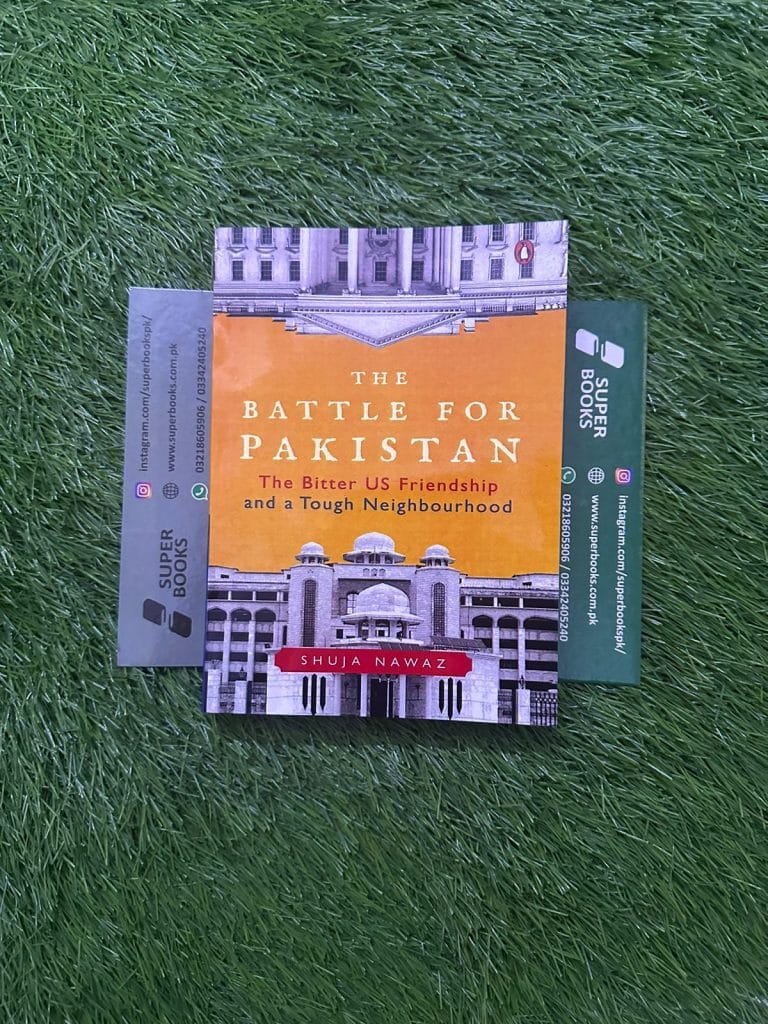 THE
BATTLE FOR
PAKISTAN
The Bitter US Friendship
and a Tough Neighbourhood
SHUJA NAWAZ
instagram.com/superbookspk/
www.superbooks.com.pk
03218605906 / 03342405240
SUPER
BOOKS
SUPER
BOOKS
instagram.com/superbookspk/
www.superbooks.com.pk
03218605906 / 03342405240